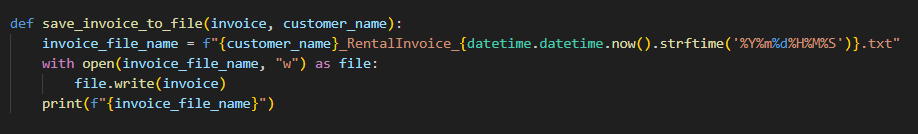 def save_invoice_to_file(invoice, customer_name):
    invoice_file_name = f"{customer_name}_RentalInvoice_{datetime.datetime.now().strftime('%Y%m%d%H%M%S')}.txt"
    with open(invoice_file_name, "w") as file:
        file.write(invoice)
    print(f"{invoice_file_name}")